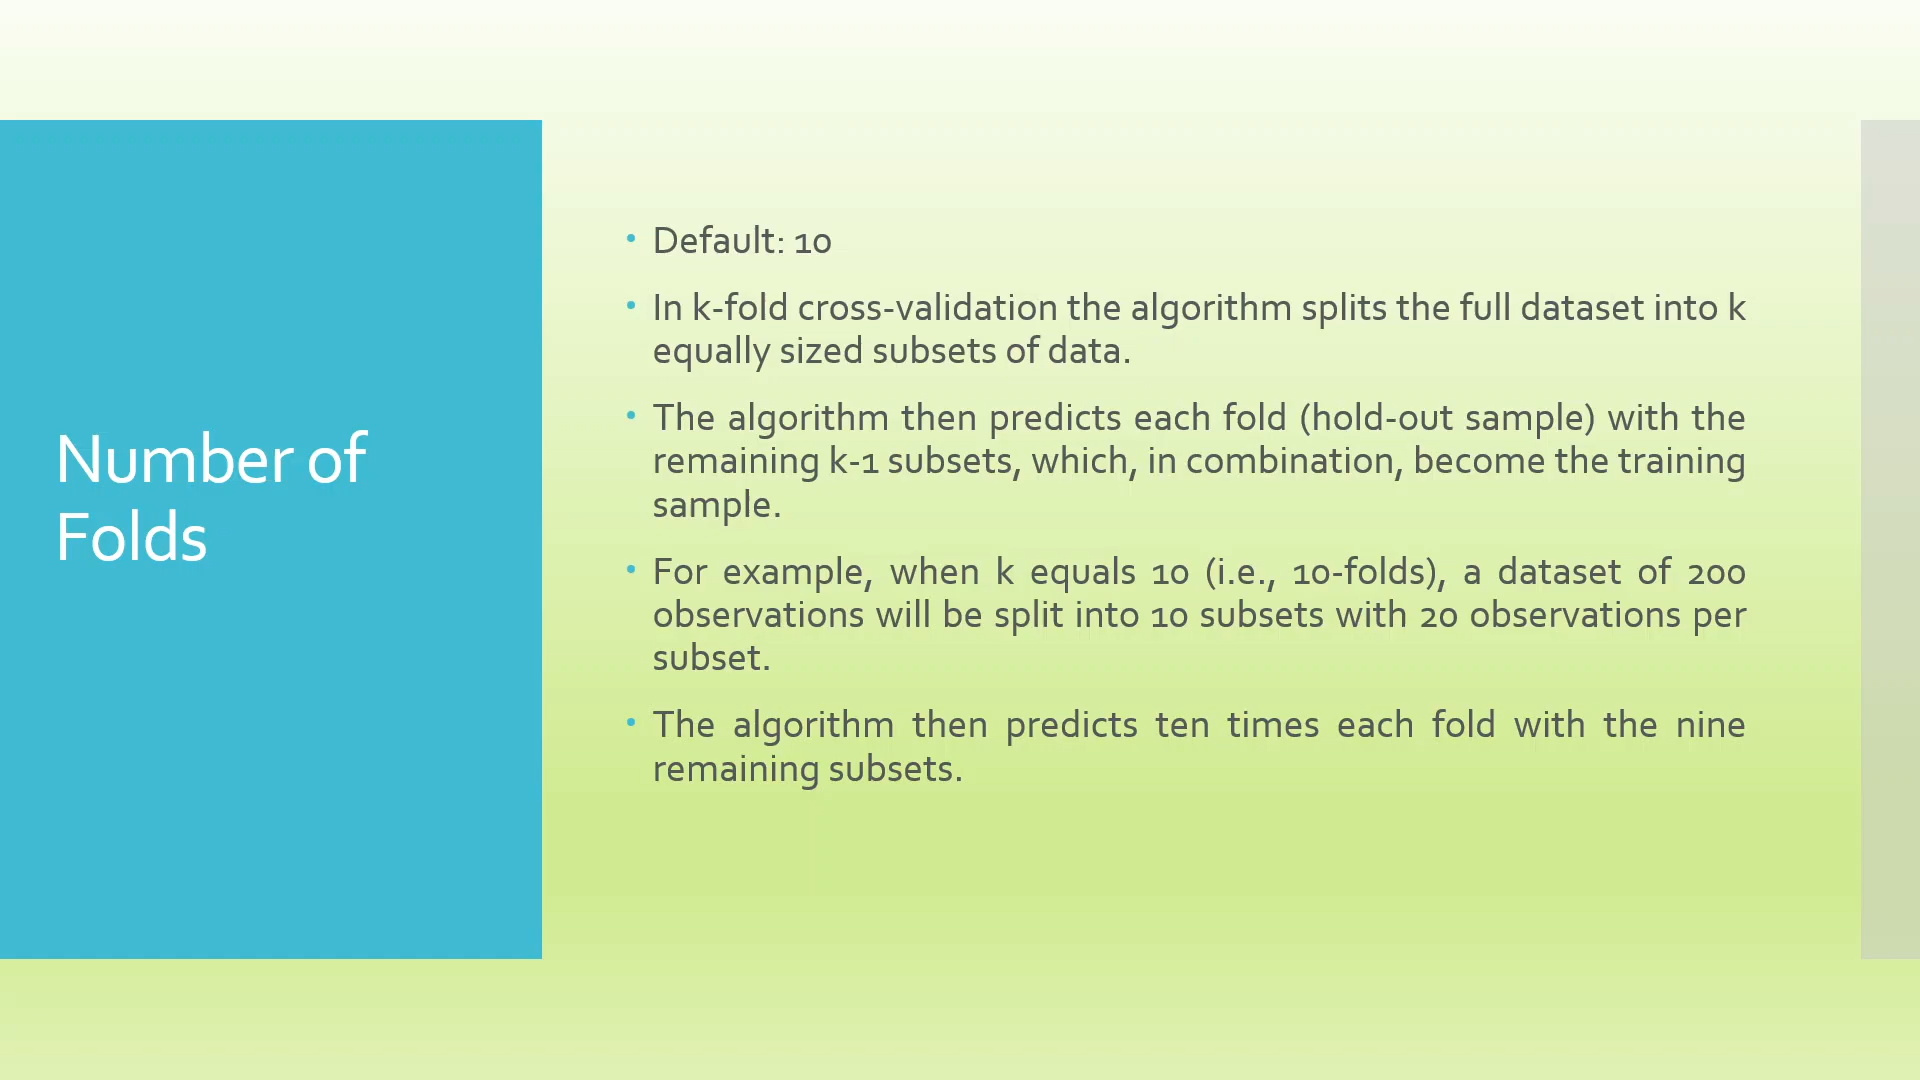 Number of
Folds
• Default: 10
• In k-fold cross-validation the algorithm splits the full dataset into k
equally sized subsets of data.
• The algorithm then predicts each fold (hold-out sample) with the
remaining k-1 subsets, which, in combination, become the training
sample.
• For example, when k equals 10 (i.e., 10-folds), a dataset of 200
observations will be split into 10 subsets with 20 observations per
subset.
• The algorithm then predicts ten times each fold with the nine
remaining subsets.